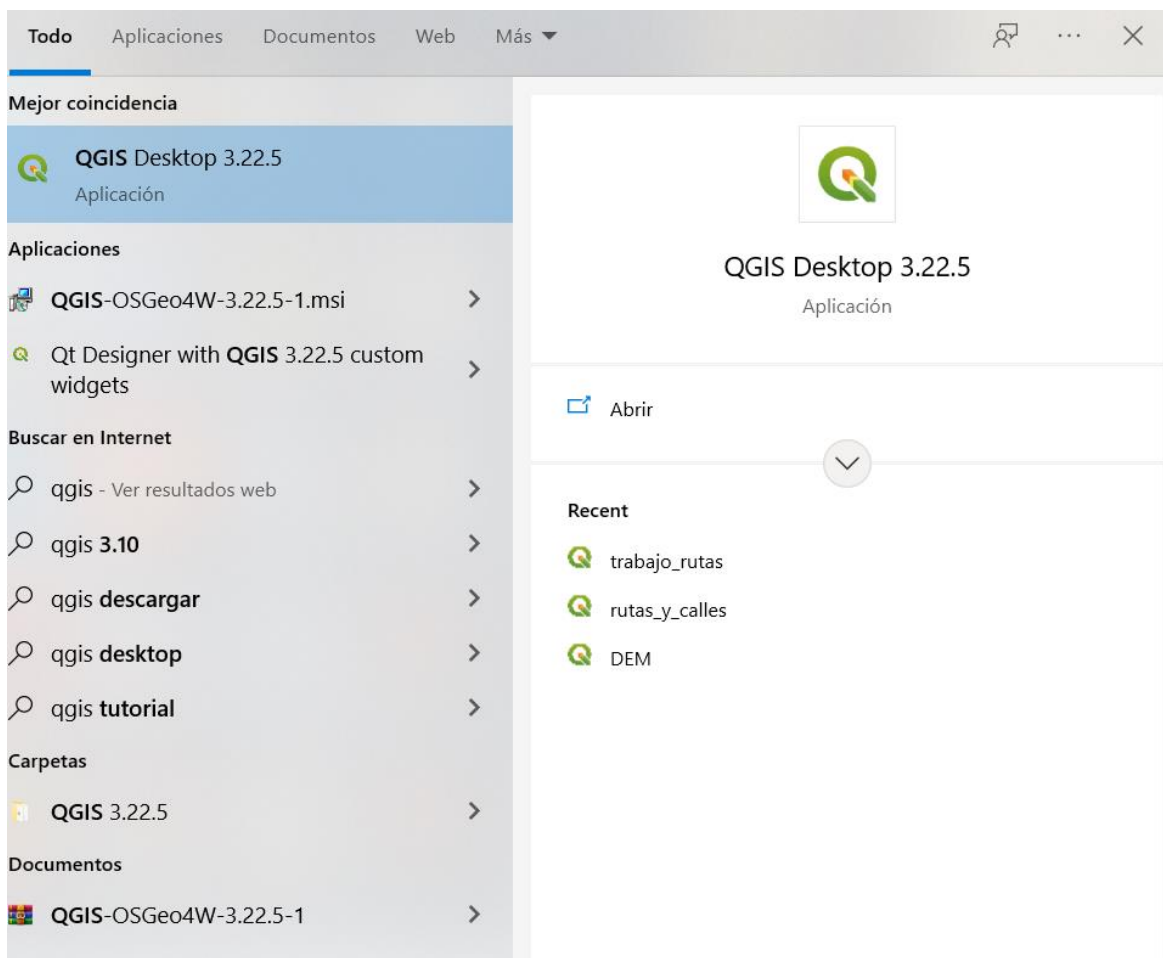 Todo Aplicaciones Documentos Web Más
Mejor coincidencia
QGIS Desktop 3.22.5
Aplicación
Aplicaciones
QGIS-OSGeo4W-3.22.5-1.msi
Qt Designer with QGIS 3.22.5 custom
widgets
Buscar en Internet
qgis - Ver resultados web
qgis 3.10
qgis descargar
qgis desktop
qgis tutorial
Carpetas
QGIS 3.22.5
Documentos
QGIS-OSGeo4W-3.22.5-1
QGIS Desktop 3.22.5
Aplicación
Abrir
Recent
trabajo_rutas
rutas_y_calles
DEM